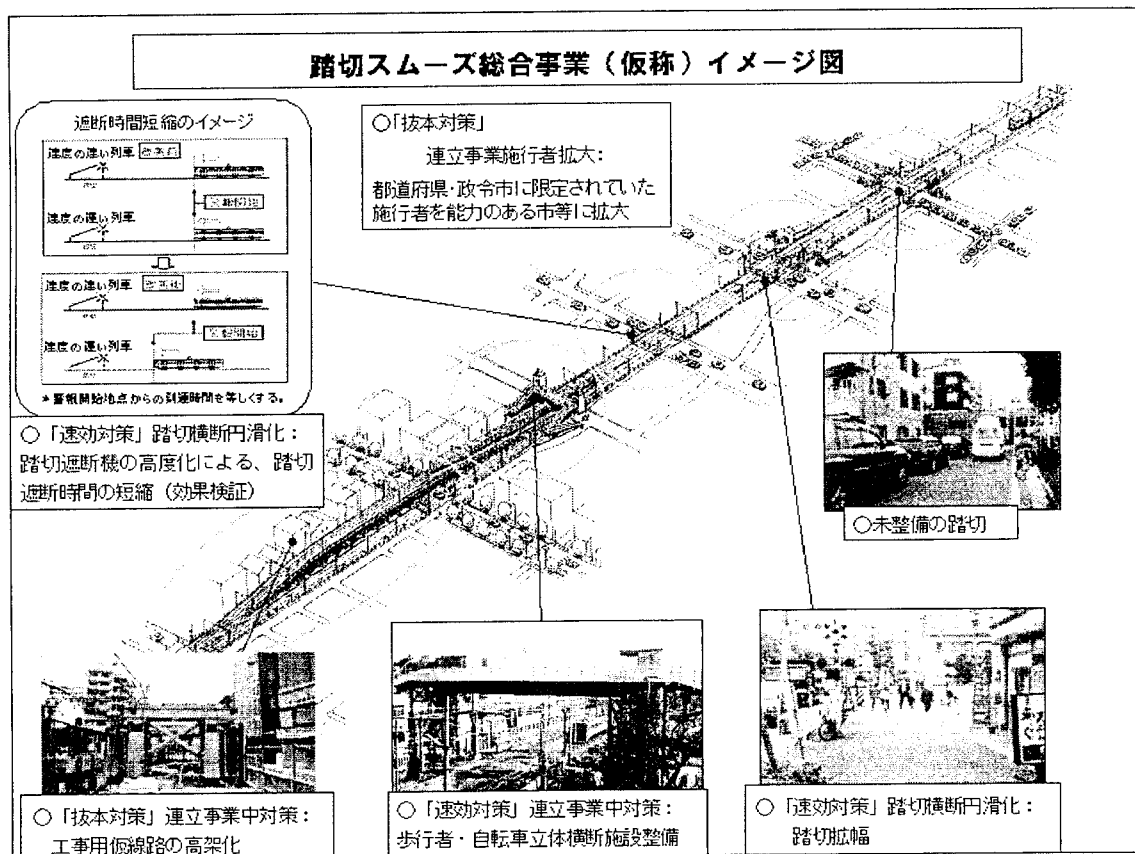 踏切スムーズ総合事業（仮称）イメージ図
遮断時間短縮のイメージ
速度の速い列車
速度の遅い列車
速度の速い列車
速度の遅い列車
＊警報開始地点からの到達時間を等しくする。
○「速効対策」踏切横断円滑化：
踏切遮断機の高度化による、踏切
遮断時間の短縮（効果検証）
○「抜本対策」
連立事業施行者拡大：
都道府県・政令市に限定されていた
施行者を能力のある市等に拡大
○未整備の踏切
○「抜本対策」連立事業中対策：
工事用仮線路の高架化
○「速効対策」連立事業中対策：
歩行者・自転車立体横断施設整備
○「速効対策」踏切横断円滑化：
踏切拡幅